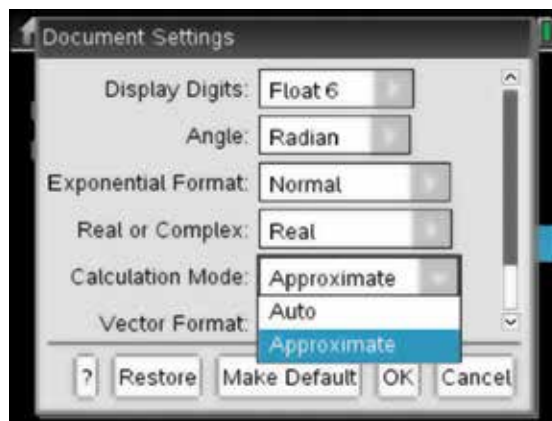 Document Settings
Display Digits: Float 6
Angle: Radian
Exponential Format: Normal
Real or Complex: Real
Calculation Mode: Approximate
Auto
Vector Format:
Approximate
? Restore Make Default OK Cancel